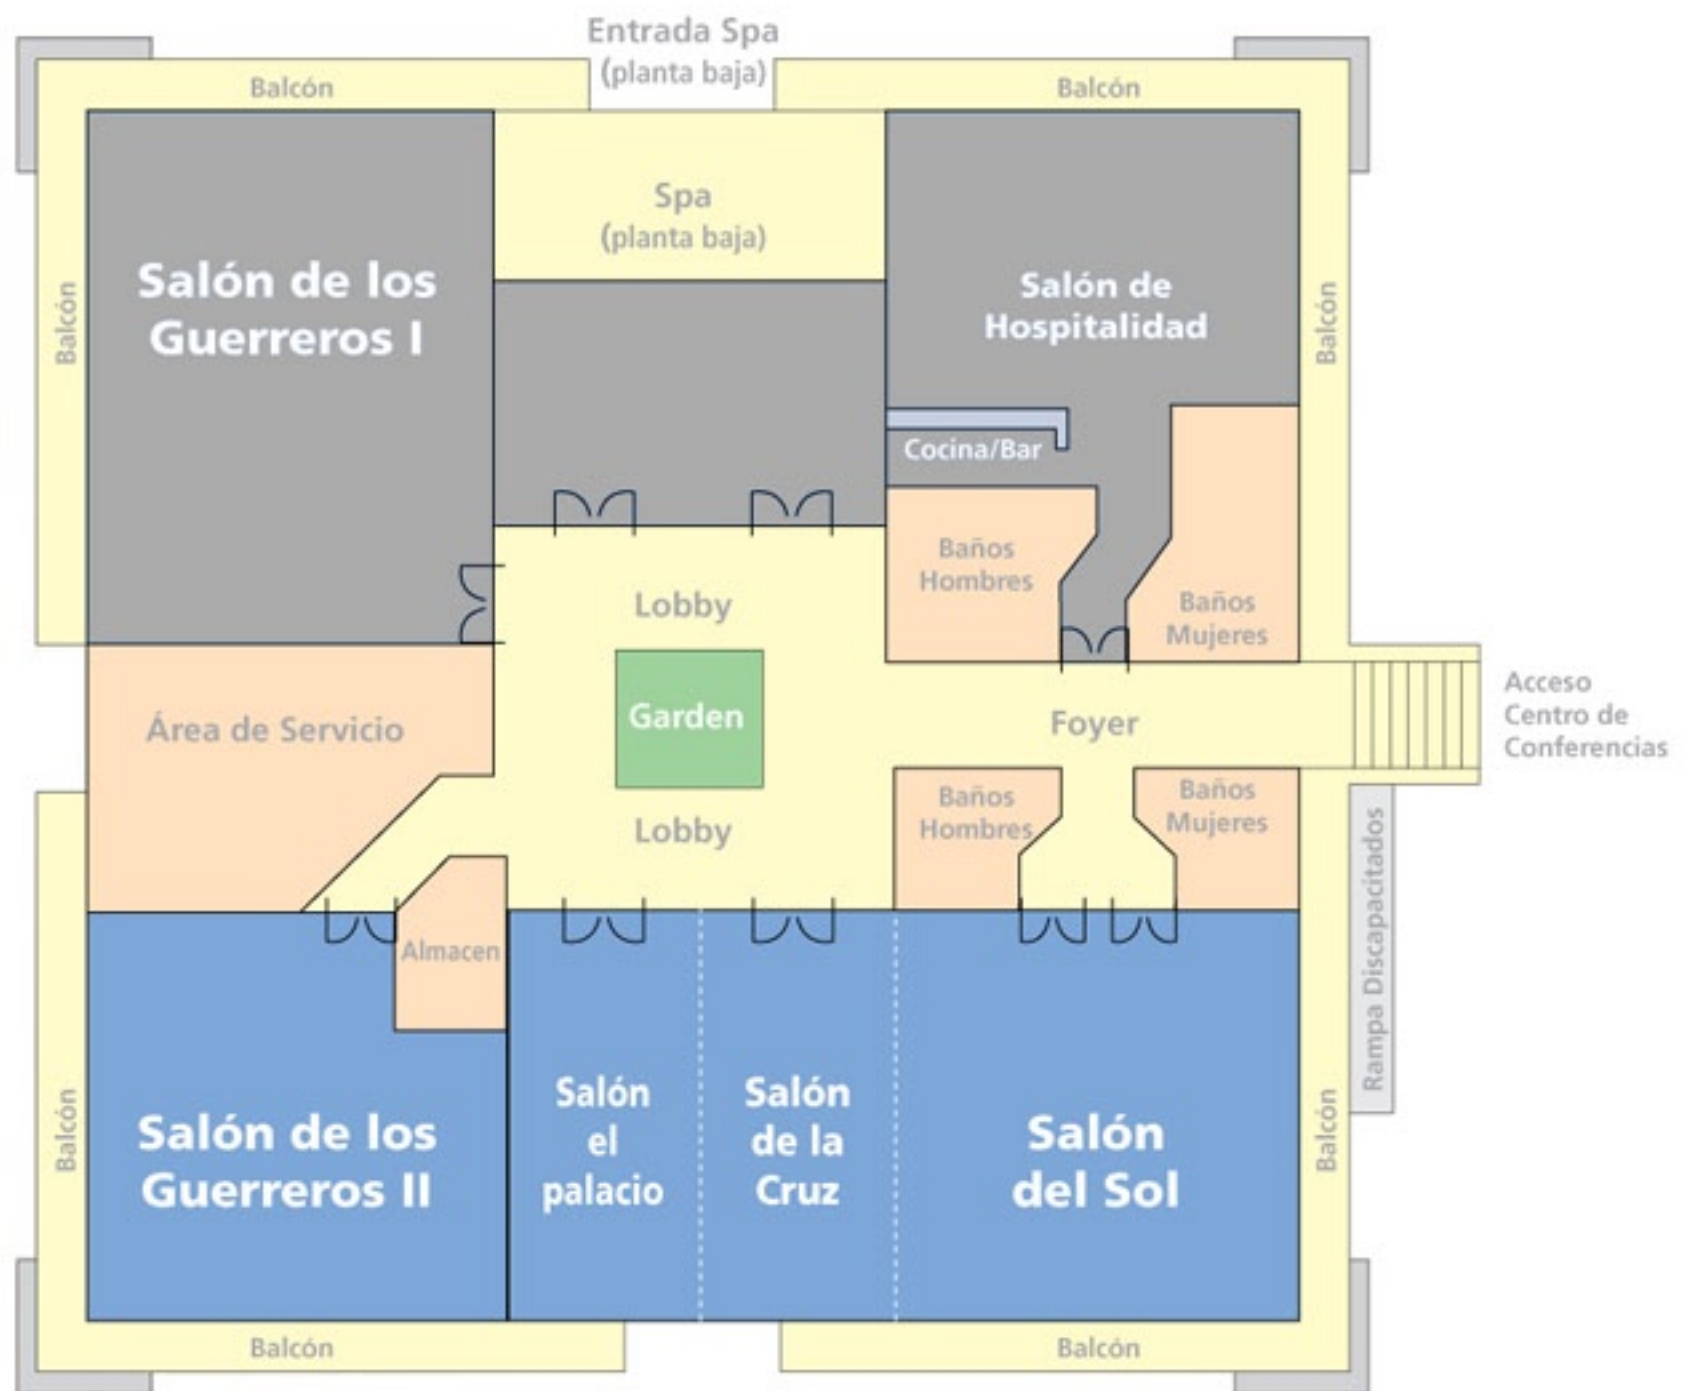 Entrada Spa
(planta baja)
Balcón
Balcón
Spa
(planta baja)
Salón de los
Guerreros I
Salón de
Hospitalidad
Balcón
Balcón
Cocina/Bar
Baños
Hombres
Baños
Mujeres
Lobby
Garden
Área de Servicio
Foyer
Acceso
Centro de
Conferencias
Lobby
Baños
Hombres
Baños
Mujeres
Rampa Discapacitados
Almacen
Salón de los
Guerreros II
Salón
el
palacio
Salón
de la
Cruz
Salón
del Sol
Balcón
Balcón
Balcón
Balcón